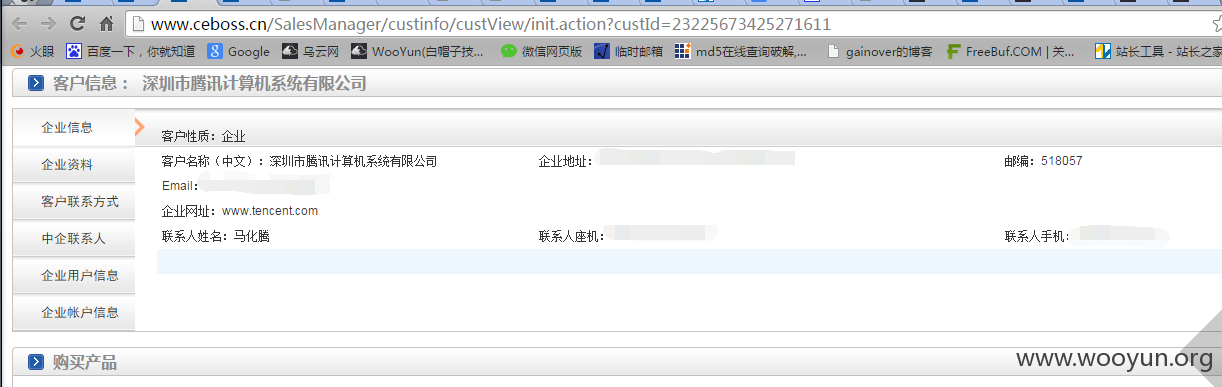 www.ceboss.cn/SalesManager/custinfo/custView/init.action?custId=23225673425271611
火眼 百度一下，你就知道 Google 乌云网 WooYun(白帽子技... 微信网页版 临时邮箱 md5在线查询破解,... gainover的博客 FreeBuf.COM | 关... 站长工具 - 站长之家
客户信息： 深圳市腾讯计算机系统有限公司
企业信息
客户性质：企业
企业资料
客户名称（中文）：深圳市腾讯计算机系统有限公司 企业地址： 邮编：518057
Email：
客户联系方式
企业网址：www.tencent.com
中企联系人
联系人姓名：马化腾 联系人座机： 联系人手机：
企业用户信息
企业帐户信息
购买产品
www.wooyun.org